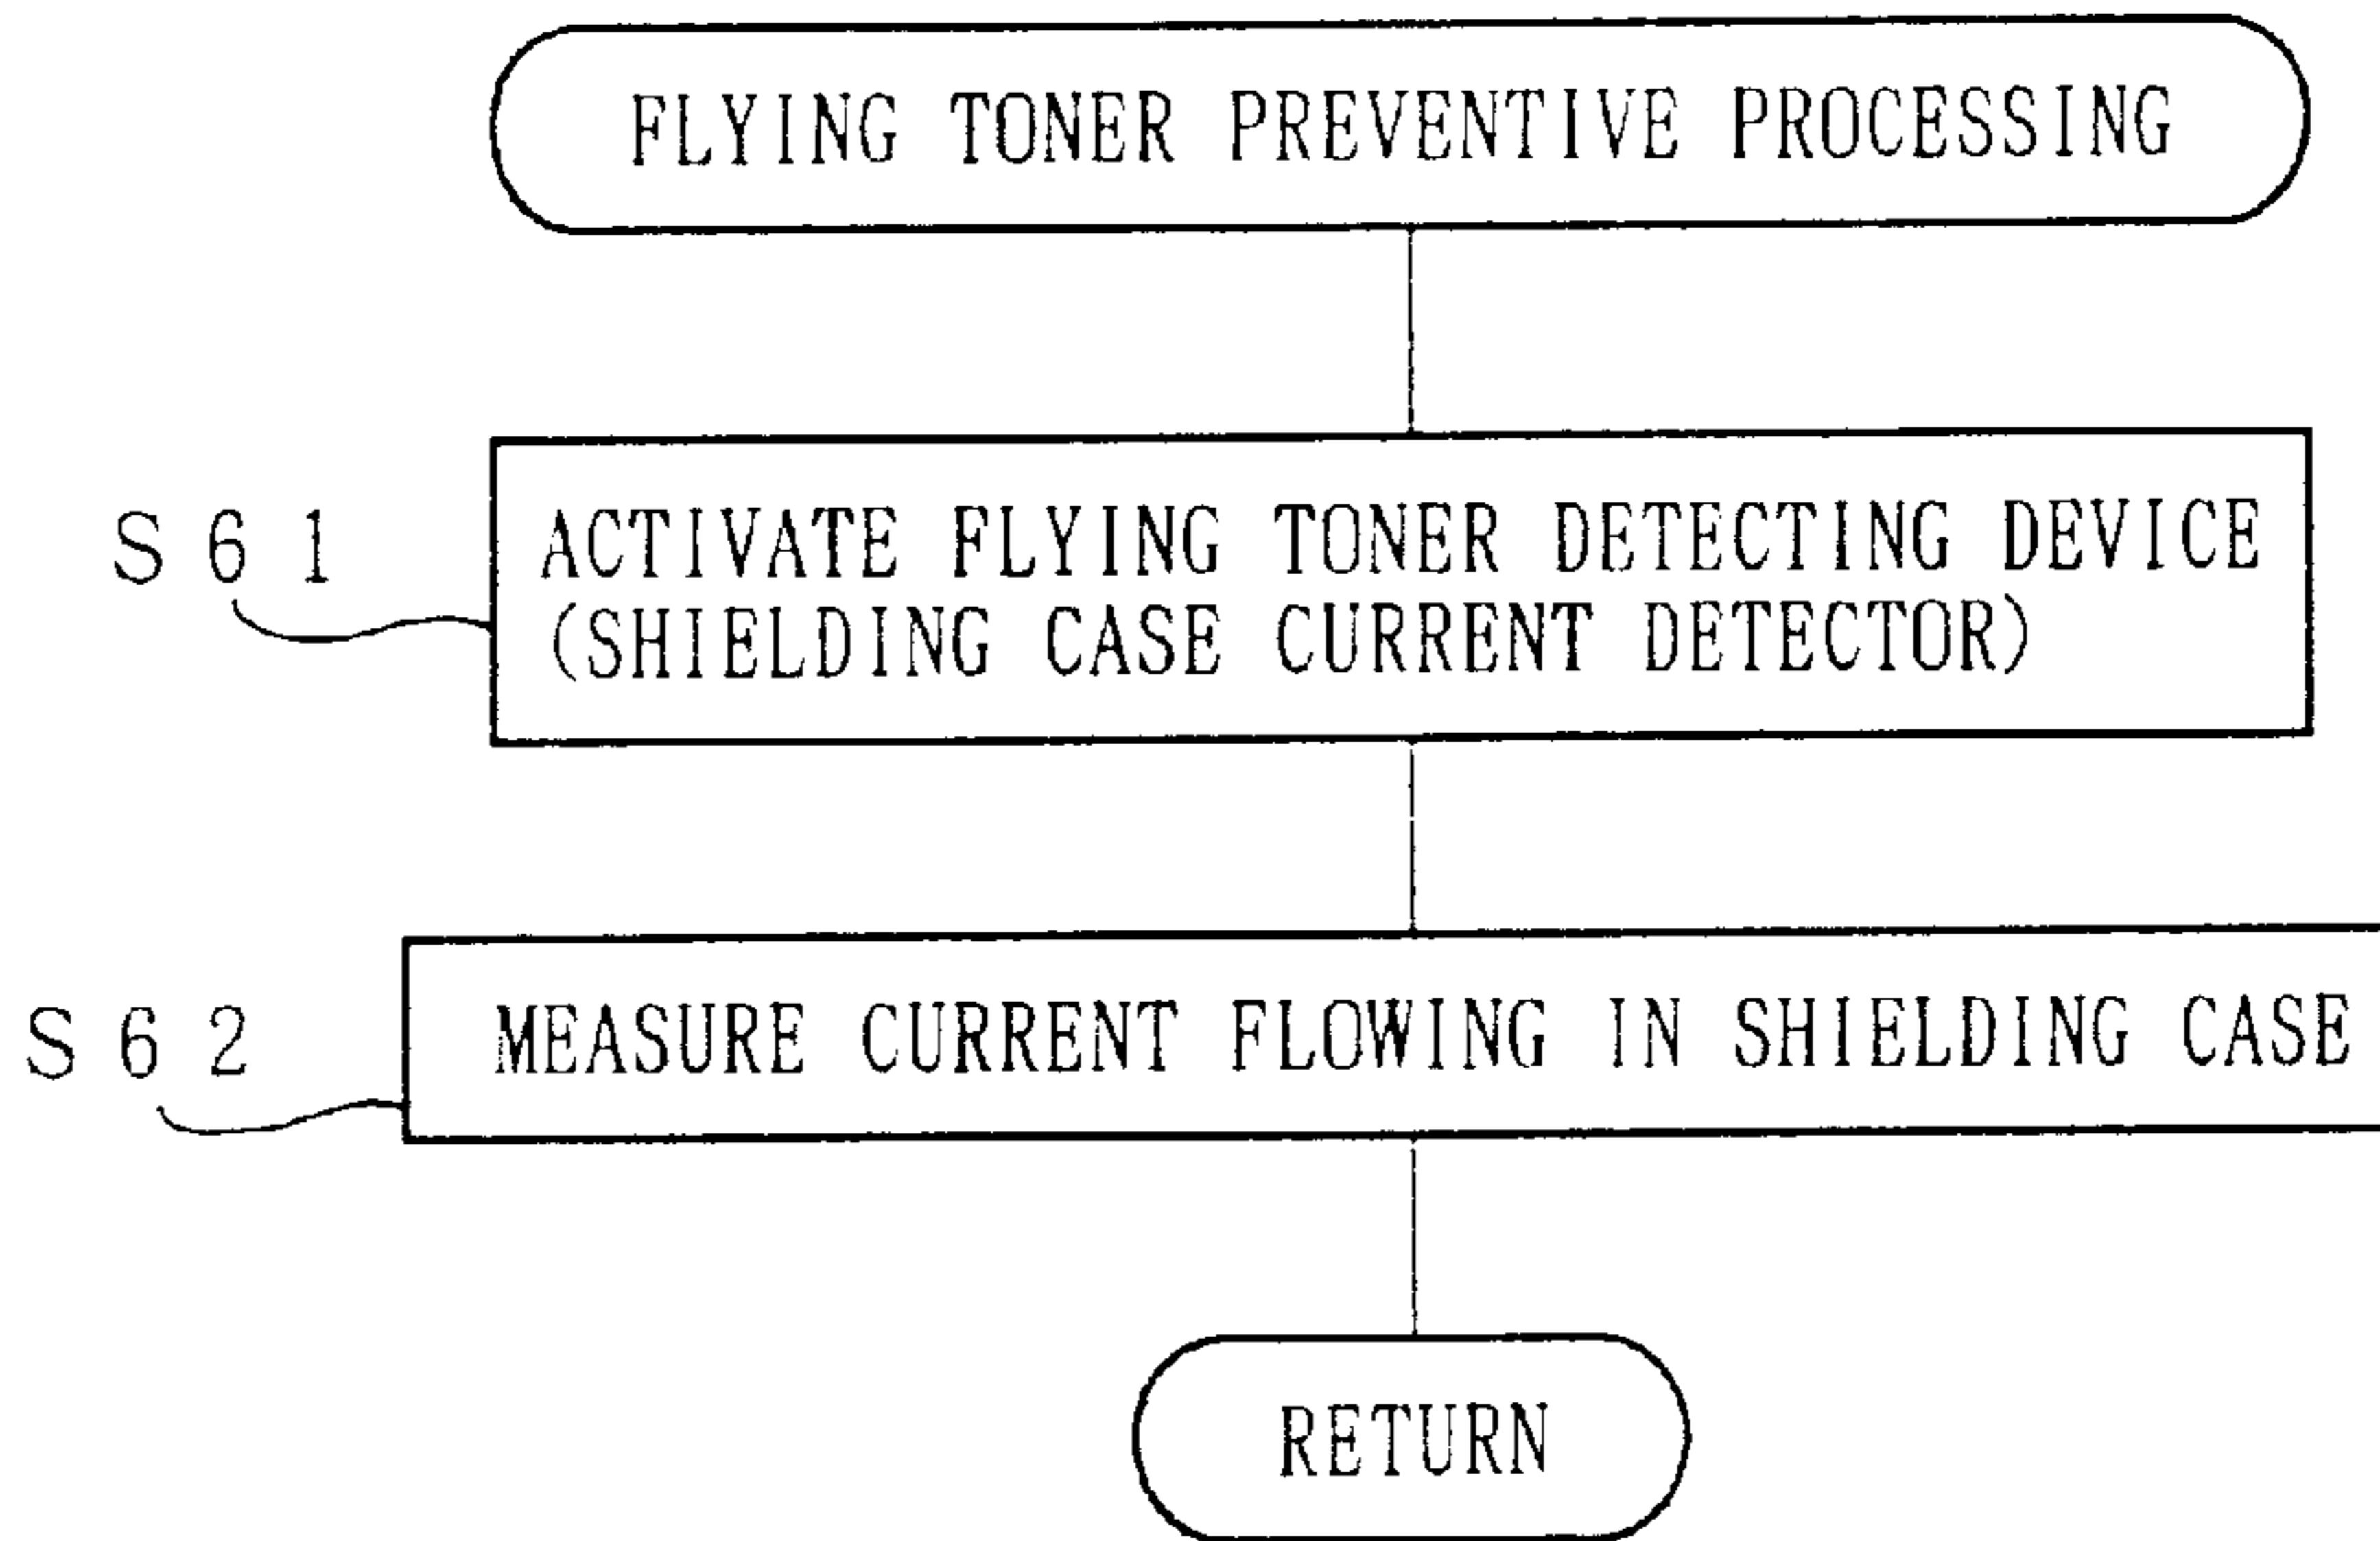 FLYING TONER PREVENTIVE PROCESSING
S61
ACTIVATE FLYING TONER DETECTING DEVICE
(SHIELDING CASE CURRENT DETECTOR)
S62
MEASURE CURRENT FLOWING IN SHIELDING CASE
RETURN